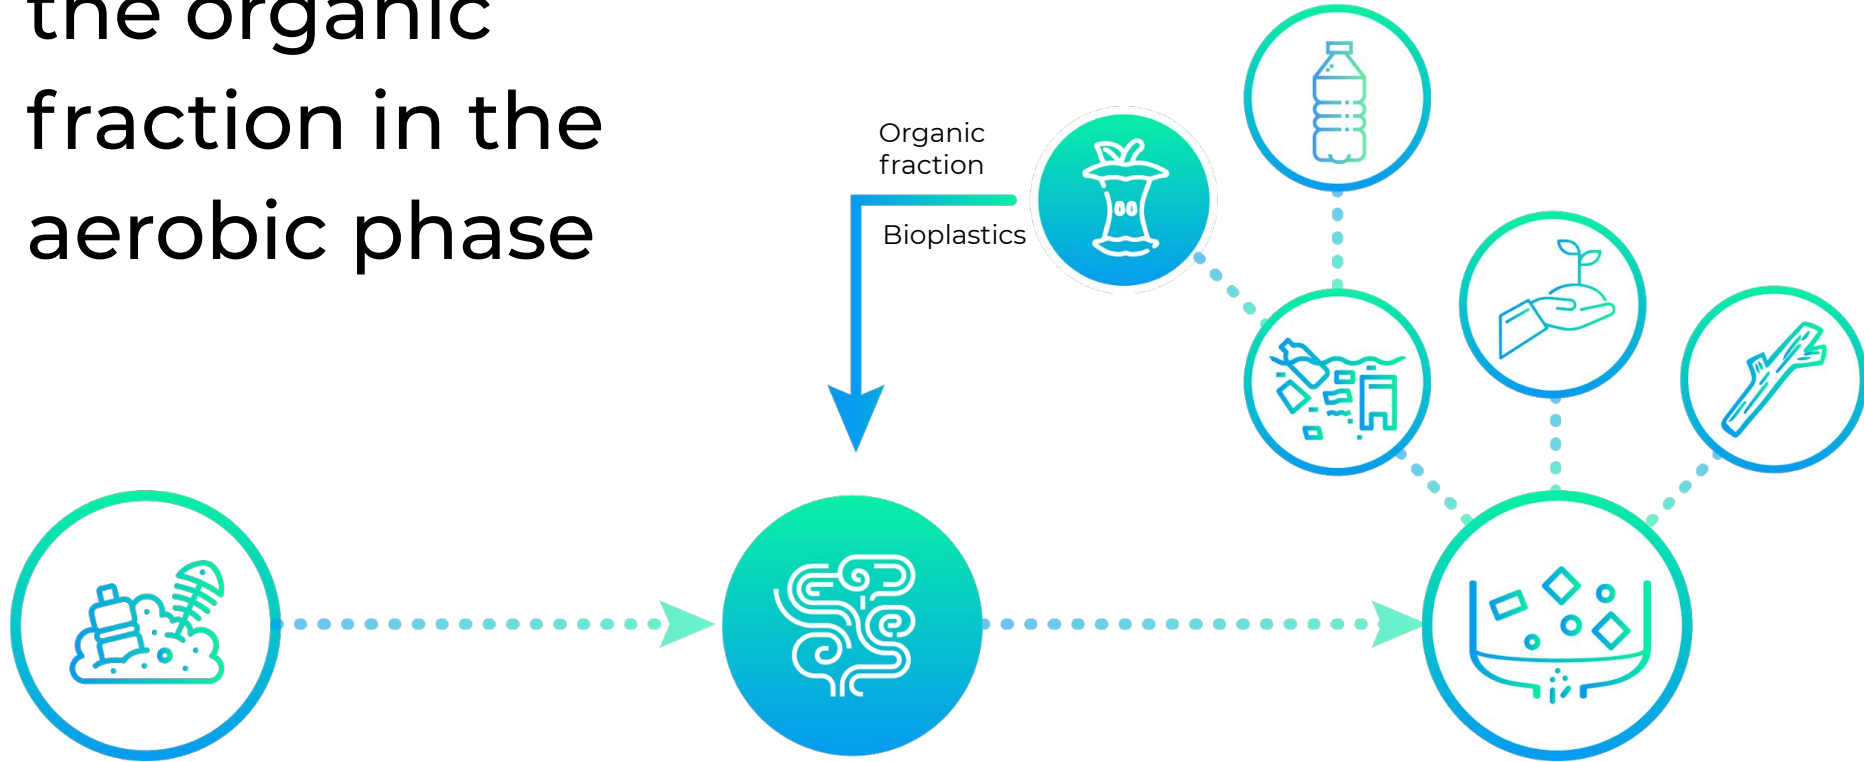 the organic
fraction in the
aerobic phase
Organic
fraction
Bioplastics